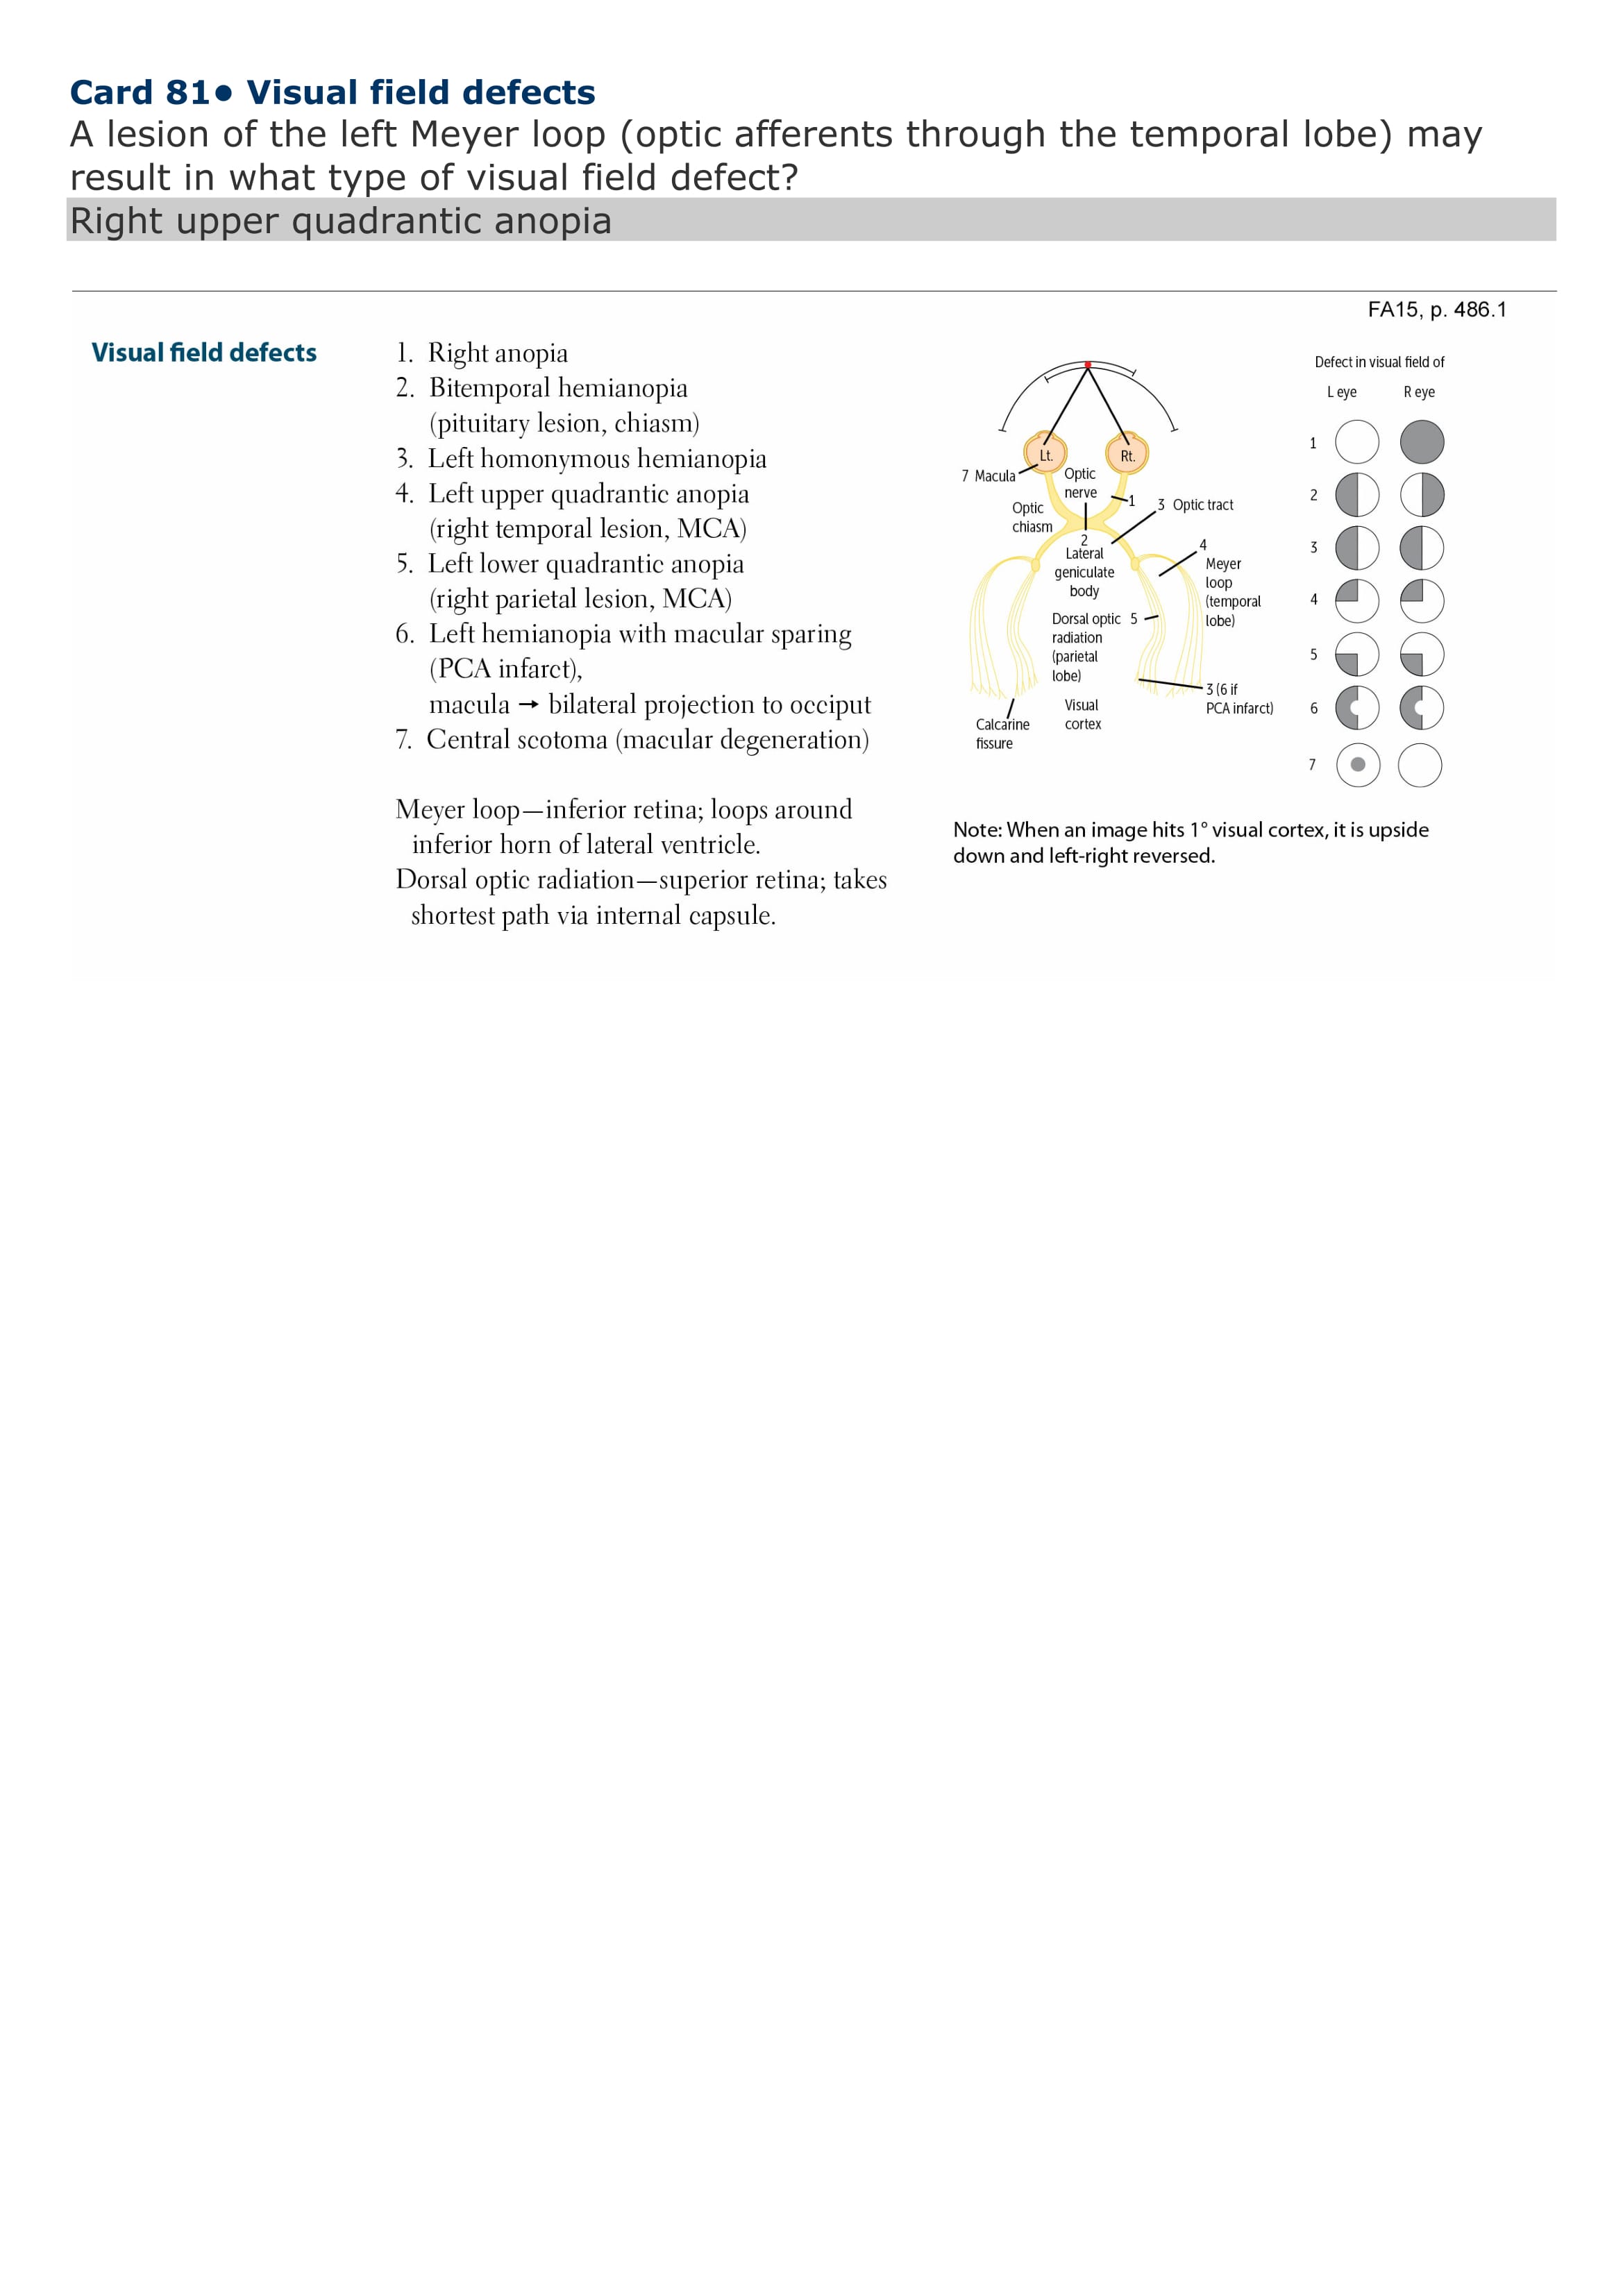 Card 81• Visual field defects
A lesion of the left Meyer loop (optic afferents through the temporal lobe) may
result in what type of visual field defect?
Right upper quadrantic anopia
FA15, p. 486.1
Visual field defects
1. Right anopia
2. Bitemporal hemianopia
(pituitary lesion, chiasm)
3. Left homonymous hemianopia
4. Left upper quadrantic anopia
(right temporal lesion, MCA)
5. Left lower quadrantic anopia
(right parietal lesion, MCA)
6. Left hemianopia with macular sparing
(PCA infarct),
macula → bilateral projection to occiput
7. Central scotoma (macular degeneration)
Meyer loop—inferior retina; loops around
inferior horn of lateral ventricle.
Dorsal optic radiation—superior retina; takes
shortest path via internal capsule.
Lt.
Rt.
7 Macula
Optic
nerve
1
Optic
chiasm
3 Optic tract
2
Lateral
geniculate
body
4
Meyer
loop
(temporal
lobe)
Dorsal optic 5
radiation
(parietal
lobe)
3 (6 if
PCA infarct)
Visual
cortex
Calcarine
fissure
Defect in visual field of
L eye R eye
1
2
3
4
5
6
7
Note: When an image hits 1° visual cortex, it is upside
down and left-right reversed.